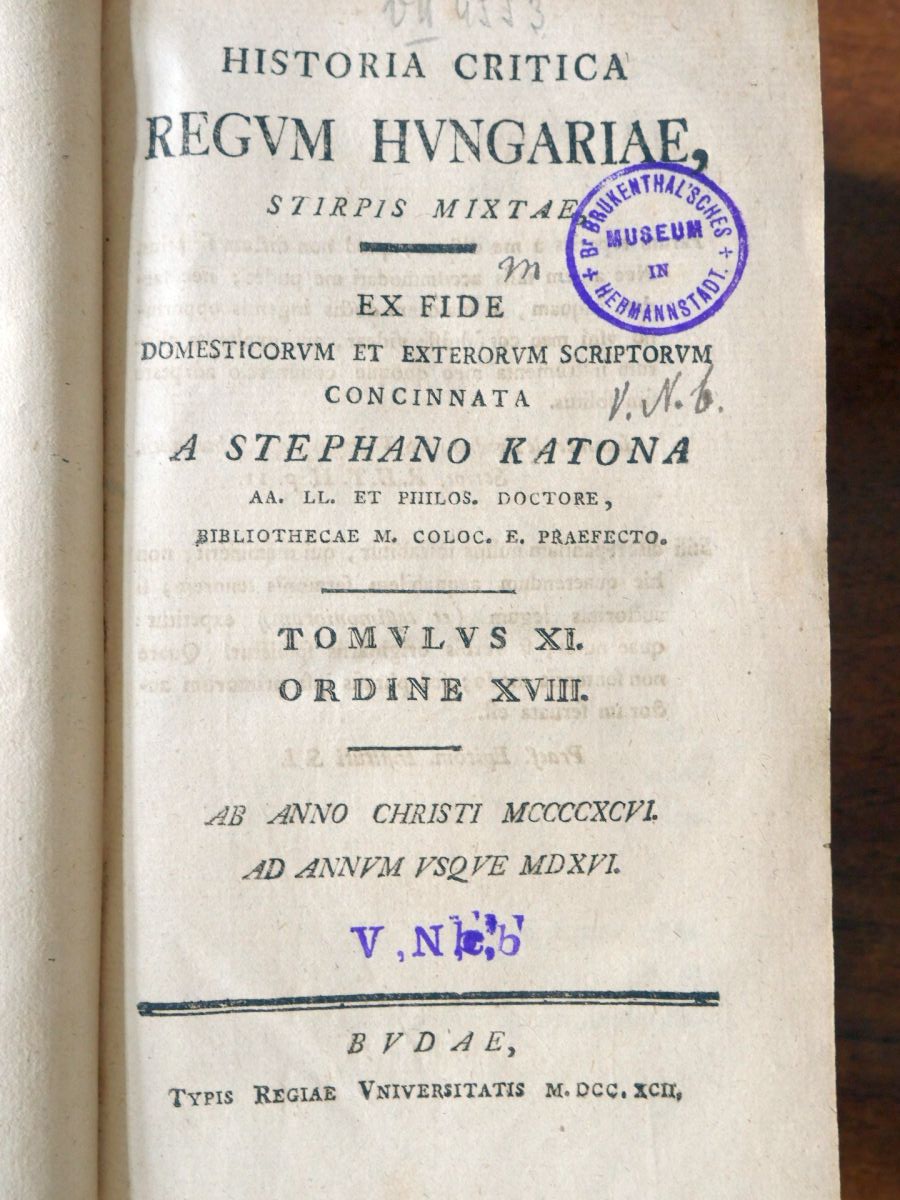 HISTORIA CRITICA
REGVM HVNGARIAE,
STIRPIS MIXTAE,
Br BRUKENTHAL'SCHES
MUSEUM
IN
HERMANNSTADT.
m
EX FIDE
DOMESTICORVM ET EXTERORVM SCRIPTORVM
CONCINNATA
V. N. b.
A STEPHANO KATONA
AA. LL. ET PHILOS. DOCTORE,
BIBLIOTHECAE M. COLOC. E. PRAEFECTO.
TOMVLVS XI.
ORDINE XVIII.
AB ANNO CHRISTI MCCCCXCVI.
AD ANNVM VSQVE MDXVI.
V, N
BVDAE,
TYPIS REGIAE VNIVERSITATIS M. DCC. XCII,